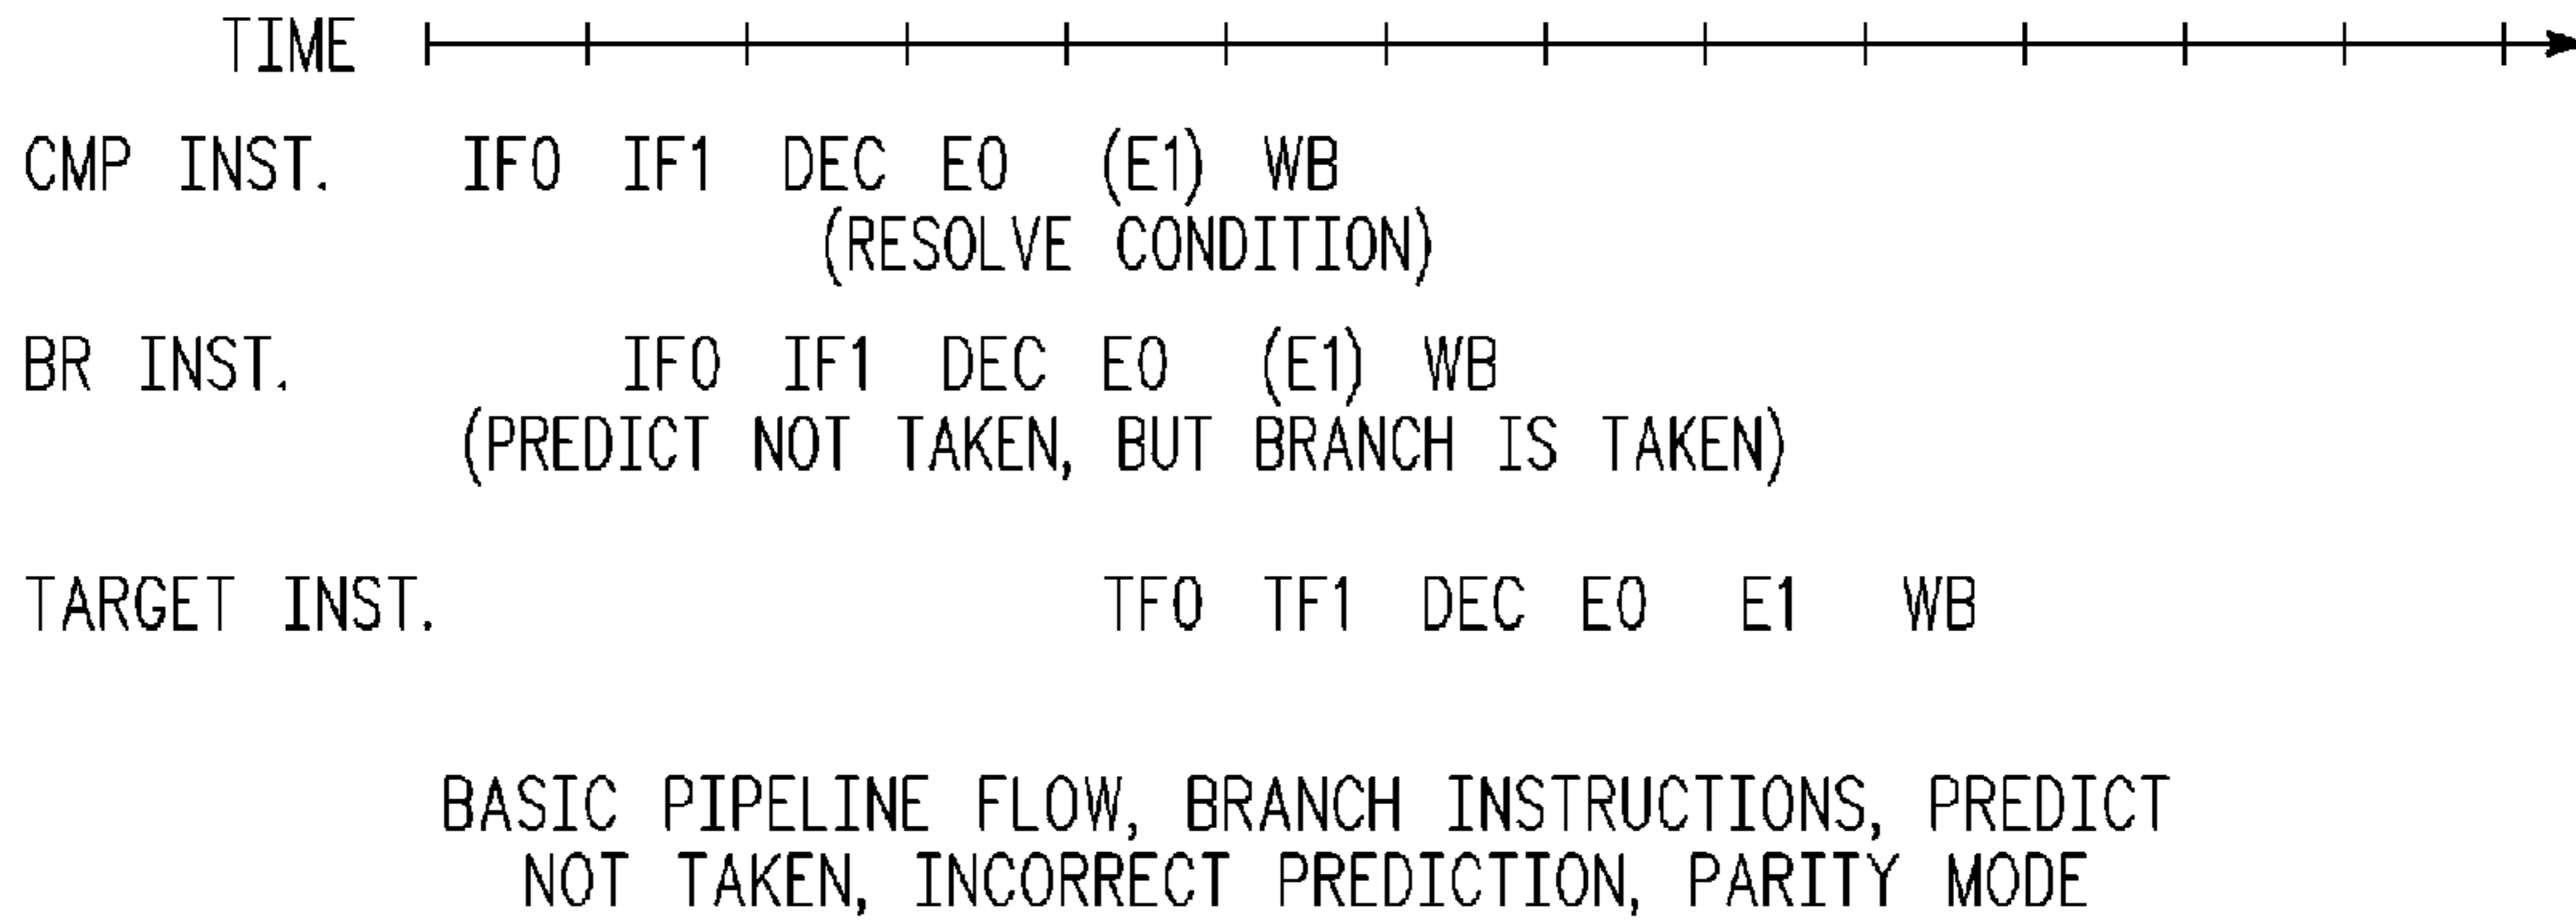 TIME
CMP INST. IF0 IF1 DEC E0 (E1) WB
(RESOLVE CONDITION)
BR INST. IF0 IF1 DEC E0 (E1) WB
(PREDICT NOT TAKEN, BUT BRANCH IS TAKEN)
TARGET INST. TF0 TF1 DEC E0 E1 WB
BASIC PIPELINE FLOW, BRANCH INSTRUCTIONS, PREDICT
NOT TAKEN, INCORRECT PREDICTION, PARITY MODE